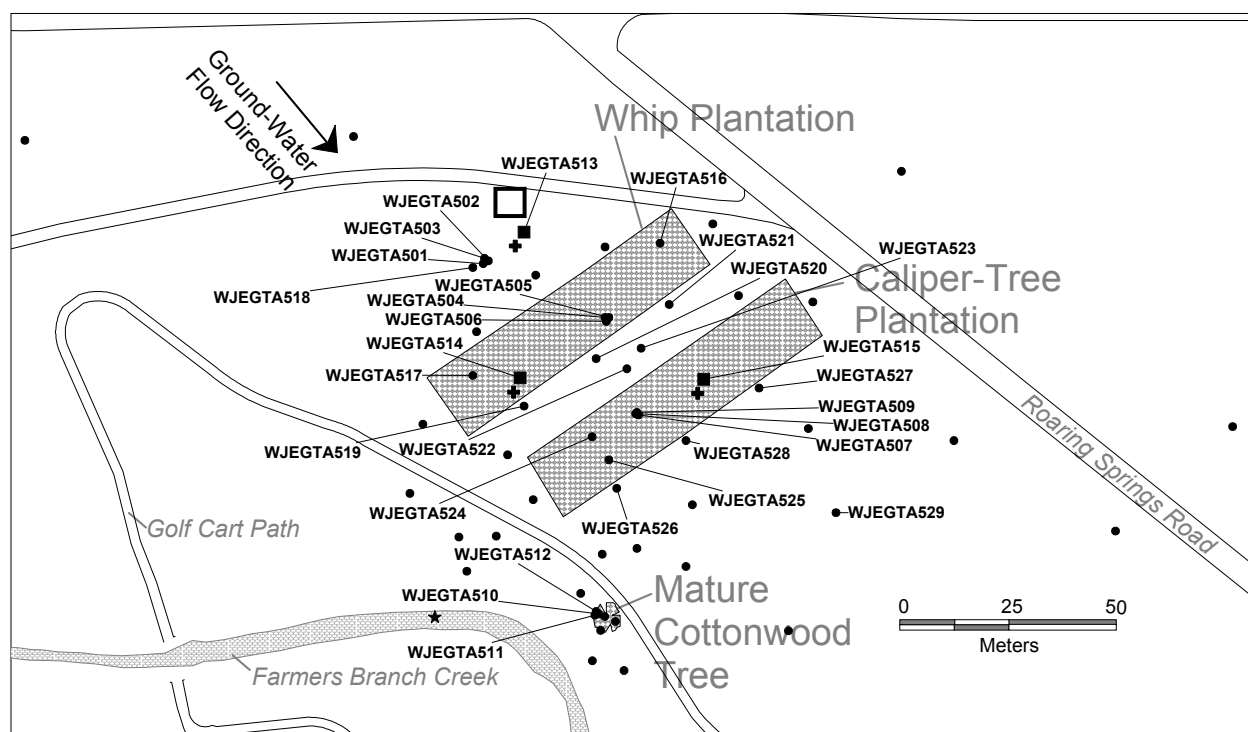 Ground-Water
Flow Direction
Whip Plantation
WJEGTA513
WJEGTA516
WJEGTA502
WJEGTA503
WJEGTA501
WJEGTA518
WJEGTA521
WJEGTA523
WJEGTA520
WJEGTA505
WJEGTA504
WJEGTA506
WJEGTA514
WJEGTA517
Caliper-Tree
Plantation
WJEGTA515
WJEGTA527
WJEGTA509
WJEGTA508
WJEGTA507
WJEGTA519
WJEGTA522
WJEGTA528
WJEGTA524
WJEGTA525
WJEGTA526
WJEGTA529
Roaring Springs Road
Golf Cart Path
WJEGTA512
WJEGTA510
WJEGTA511
Mature
Cottonwood
Tree
Farmers Branch Creek
0 25 50
Meters